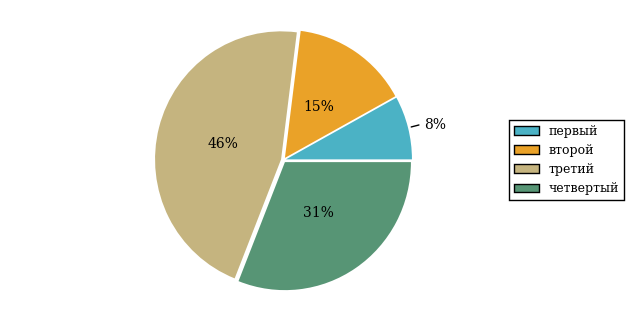 15%
8%
46%
31%
первый
второй
третий
четвертый